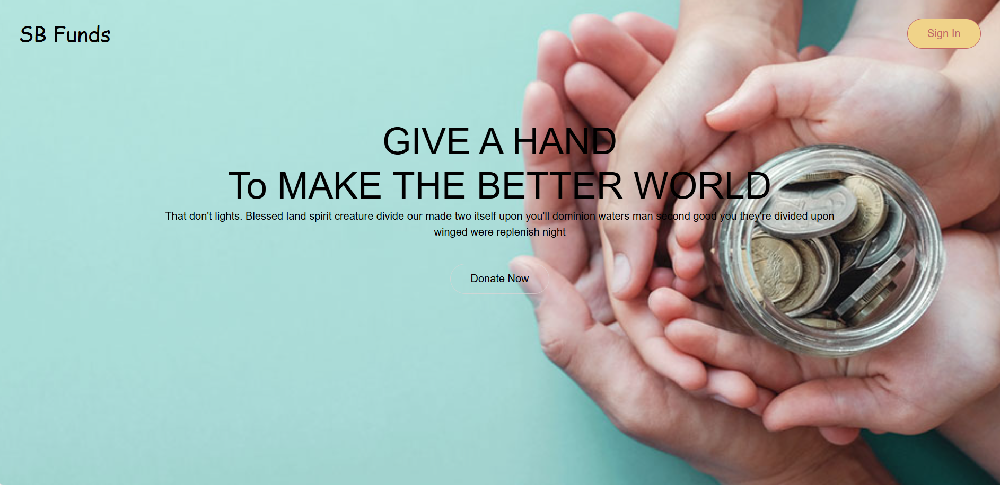 SB Funds
Sign In
GIVE A HAND
To MAKE THE BETTER WORLD
That don't lights. Blessed land spirit creature divide our made two itself upon you'll dominion waters man second good you they're divided upon
winged were replenish night
Donate Now